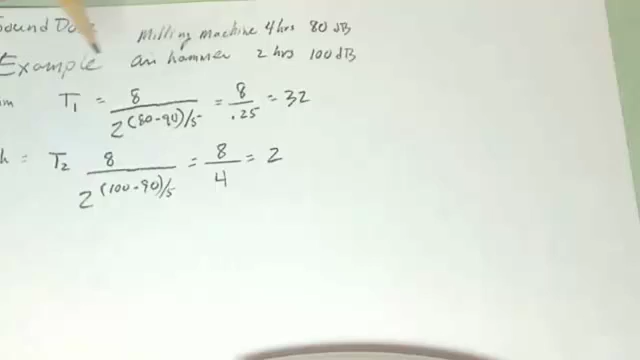 Sound Do
Milling machine 4 hrs 80 dB
Example air hammer 2 hrs 100 dB
m T₁ = 8 / 2^(80-90)/5 = 8 / .25 = 32
h = T₂ 8 / 2^(100-90)/5 = 8 / 4 = 2